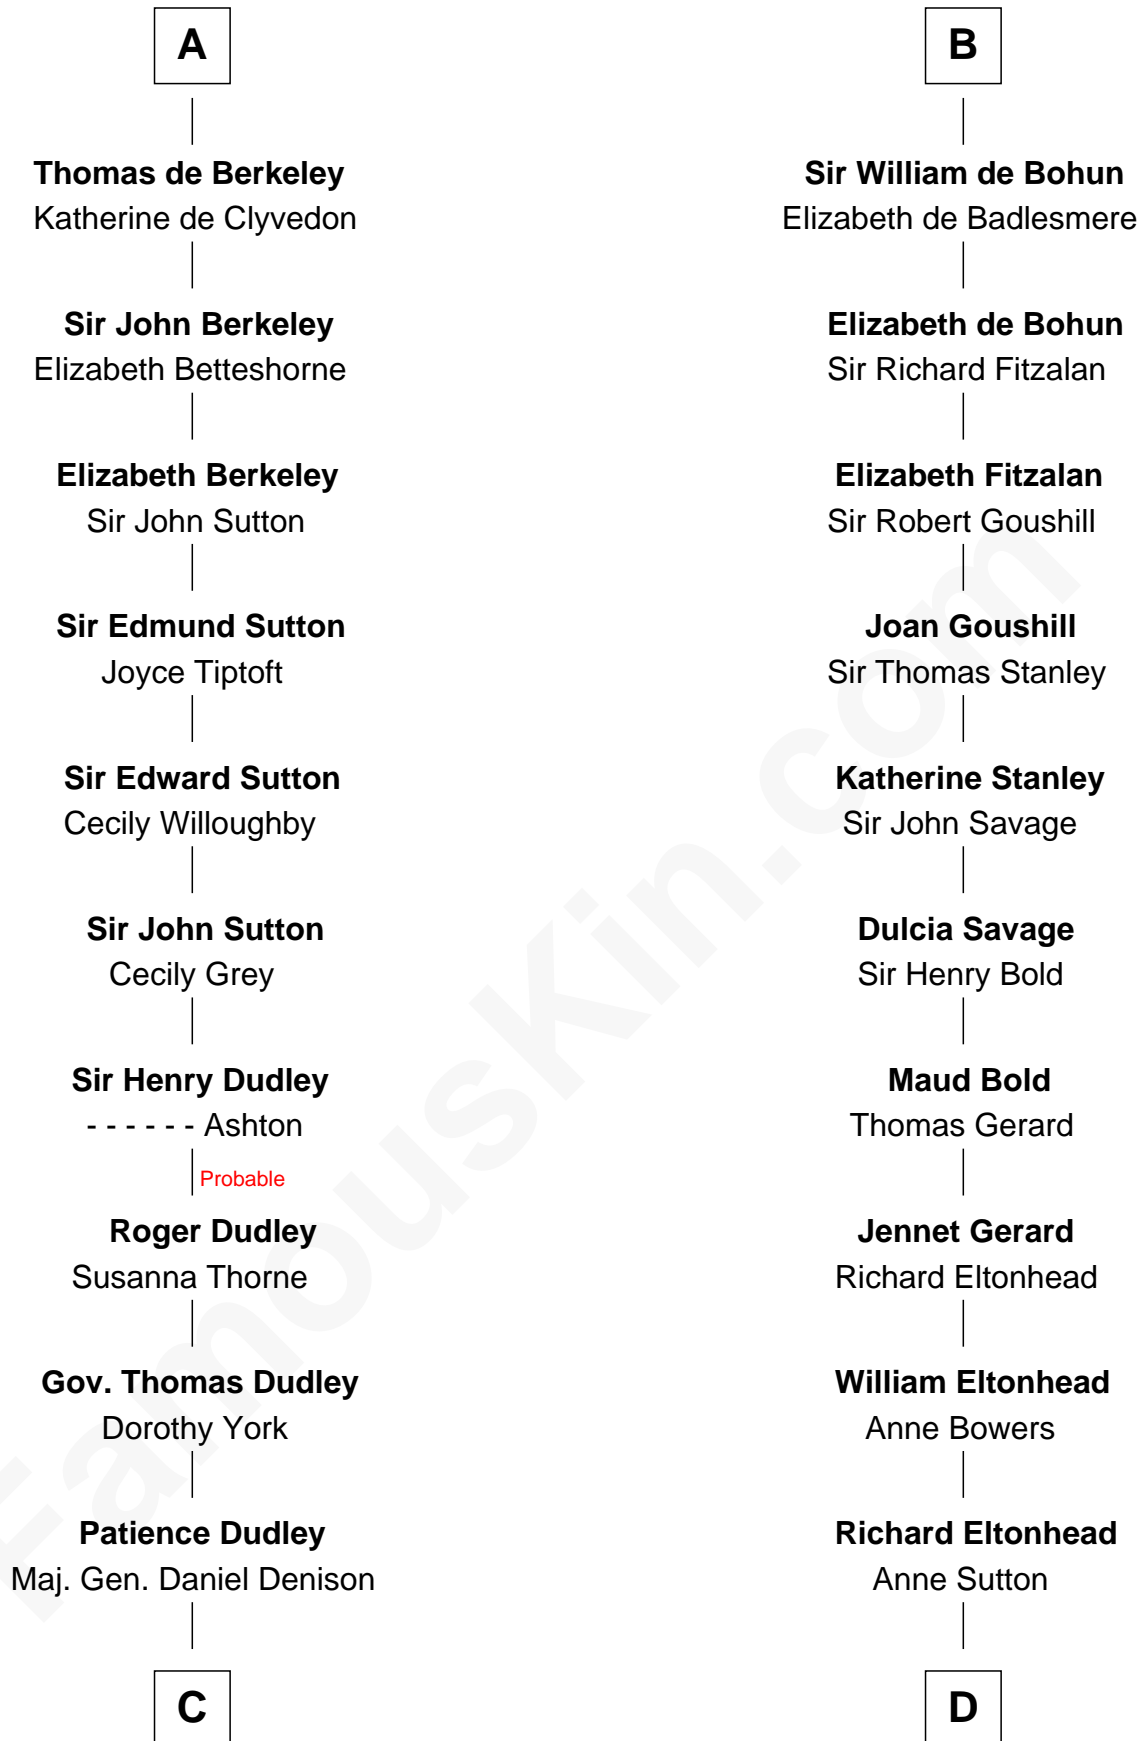 A
Thomas de Berkeley
Katherine de Clyvedon
Sir John Berkeley
Elizabeth Betteshorne
Elizabeth Berkeley
Sir John Sutton
Sir Edmund Sutton
Joyce Tiptoft
Sir Edward Sutton
Cecily Willoughby
Sir John Sutton
Cecily Grey
Sir Henry Dudley
- - - - - - Ashton
Probable
Roger Dudley
Susanna Thorne
Gov. Thomas Dudley
Dorothy York
Patience Dudley
Maj. Gen. Daniel Denison
C
B
Sir William de Bohun
Elizabeth de Badlesmere
Elizabeth de Bohun
Sir Richard Fitzalan
Elizabeth Fitzalan
Sir Robert Goushill
Joan Goushill
Sir Thomas Stanley
Katherine Stanley
Sir John Savage
Dulcia Savage
Sir Henry Bold
Maud Bold
Thomas Gerard
Jennet Gerard
Richard Eltonhead
William Eltonhead
Anne Bowers
Richard Eltonhead
Anne Sutton
D
FamousKin.com